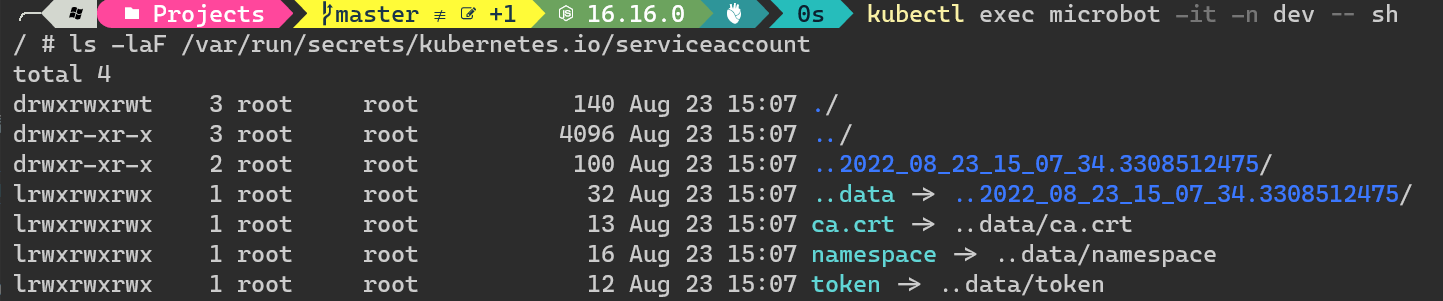 Projects master ≢ +1 16.16.0 0s kubectl exec microbot -it -n dev -- sh
/ # ls -laF /var/run/secrets/kubernetes.io/serviceaccount
total 4
drwxrwxrwt    3 root     root           140 Aug 23 15:07 ./
drwxr-xr-x    3 root     root          4096 Aug 23 15:07 ../
drwxr-xr-x    2 root     root           100 Aug 23 15:07 ..2022_08_23_15_07_34.3308512475/
lrwxrwxrwx    1 root     root            32 Aug 23 15:07 ..data -> ..2022_08_23_15_07_34.3308512475/
lrwxrwxrwx    1 root     root            13 Aug 23 15:07 ca.crt -> ..data/ca.crt
lrwxrwxrwx    1 root     root            16 Aug 23 15:07 namespace -> ..data/namespace
lrwxrwxrwx    1 root     root            12 Aug 23 15:07 token -> ..data/token